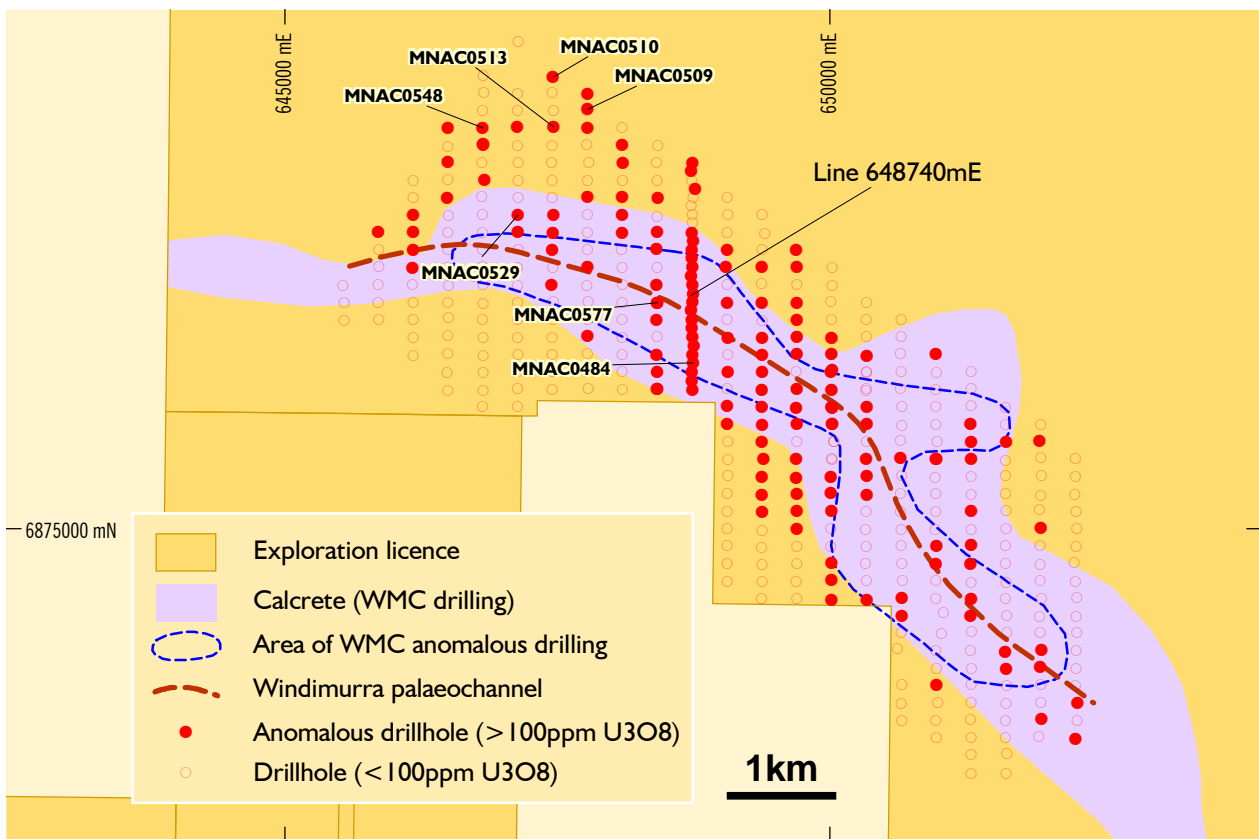 645000 mE
650000 mE
MNAC0510
MNAC0513
MNAC0509
MNAC0548
Line 648740mE
MNAC0529
MNAC0577
MNAC0484
6875000 mN
Exploration licence
Calcrete (WMC drilling)
Area of WMC anomalous drilling
Windimurra palaeochannel
Anomalous drillhole (>100ppm U3O8)
Drillhole (<100ppm U3O8)
1km